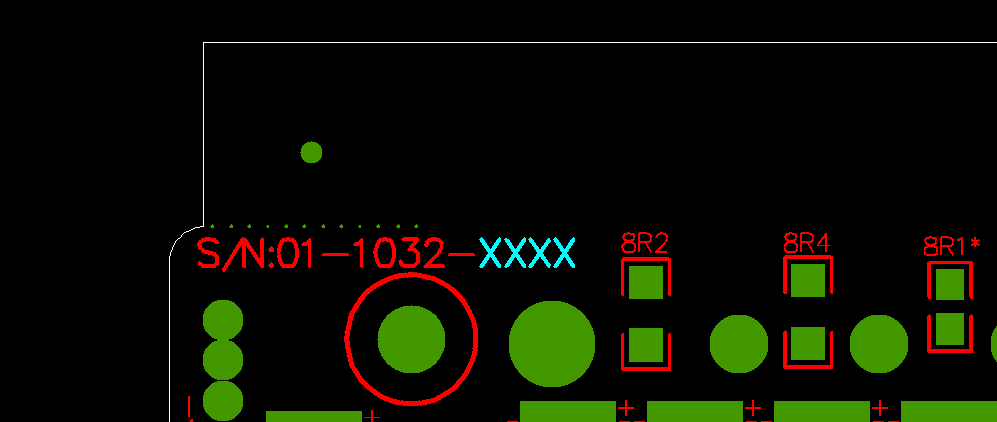 S/N:01-1032-XXXX
8R2
8R4
8R1*
+
+
+
+